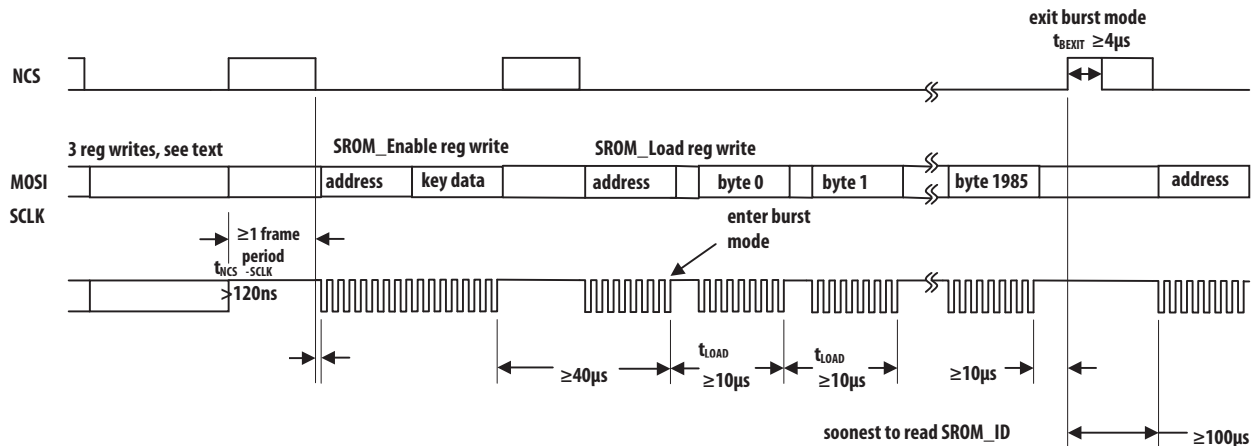 exit burst mode
tBEXIT ≥4µs
NCS
3 reg writes, see text
SROM_Enable reg write
SROM_Load reg write
MOSI
address
key data
address
byte 0
byte 1
byte 1985
address
SCLK
enter burst
mode
≥1 frame
period
tNCS -SCLK
>120ns
tLOAD
tLOAD
≥40µs
≥10µs
≥10µs
≥10µs
soonest to read SROM_ID
≥100µs